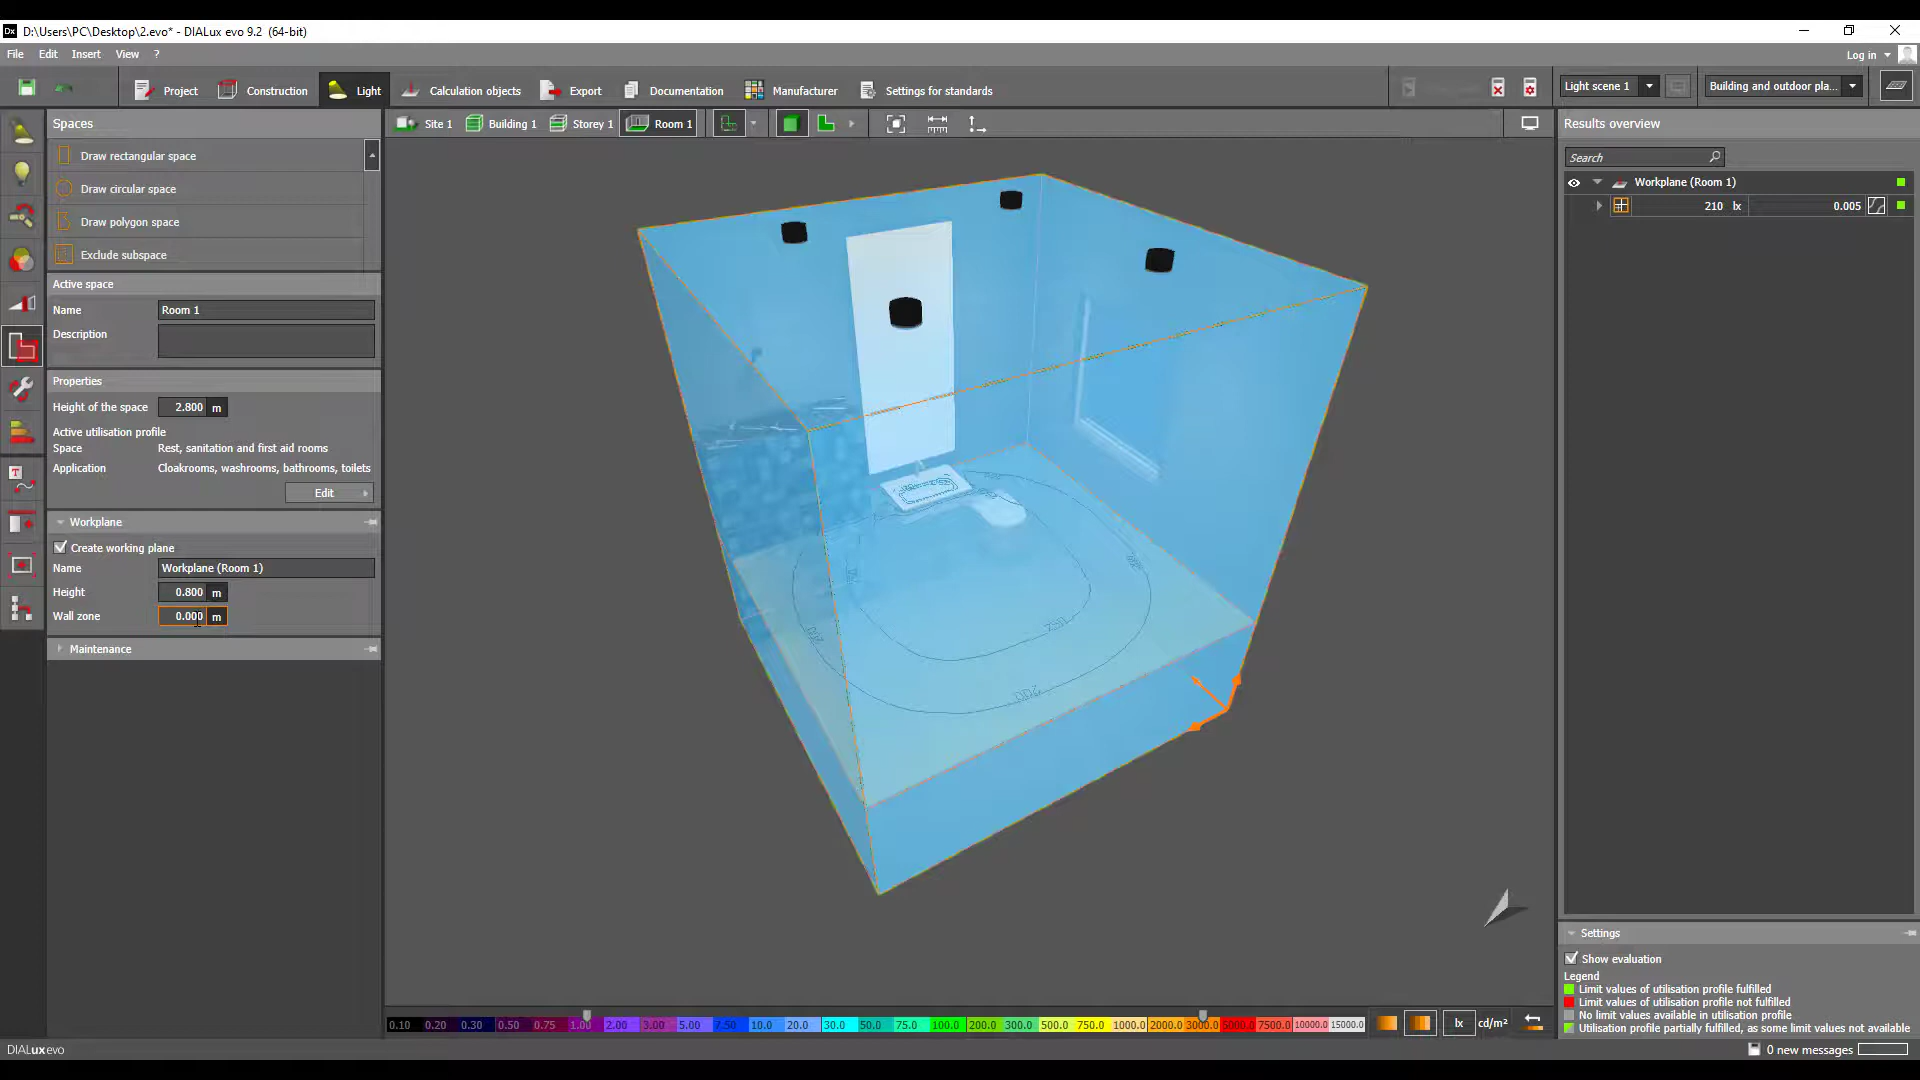 D:\Users\PC\Desktop\2.evo* - DIALux evo 9.2 (64-bit)
File Edit Insert View ?
Log in
Project Construction Light Calculation objects Export Documentation Manufacturer Settings for standards
Light scene 1
Building and outdoor pla...
Spaces
Site 1 Building 1 Storey 1 Room 1
Draw rectangular space
Draw circular space
Draw polygon space
Exclude subspace
Active space
Name Room 1
Description
Properties
Height of the space 2.800 m
Active utilisation profile
Space Rest, sanitation and first aid rooms
Application Cloakrooms, washrooms, bathrooms, toilets
Edit
Workplane
Create working plane
Name Workplane (Room 1)
Height 0.800 m
Wall zone 0.000 m
Maintenance
200
Results overview
Search
Workplane (Room 1)
210 lx 0.005
Settings
Show evaluation
Legend
Limit values of utilisation profile fulfilled
Limit values of utilisation profile not fulfilled
No limit values available in utilisation profile
Utilisation profile partially fulfilled, as some limit values not available
0.10 0.20 0.30 0.50 0.75 1.00 2.00 3.00 5.00 7.50 10.0 20.0 30.0 50.0 75.0 100.0 200.0 300.0 500.0 750.0 1000.0 2000.0 3000.0 5000.0 7500.0 10000.0 15000.0
lx cd/m²
DIALux evo
0 new messages